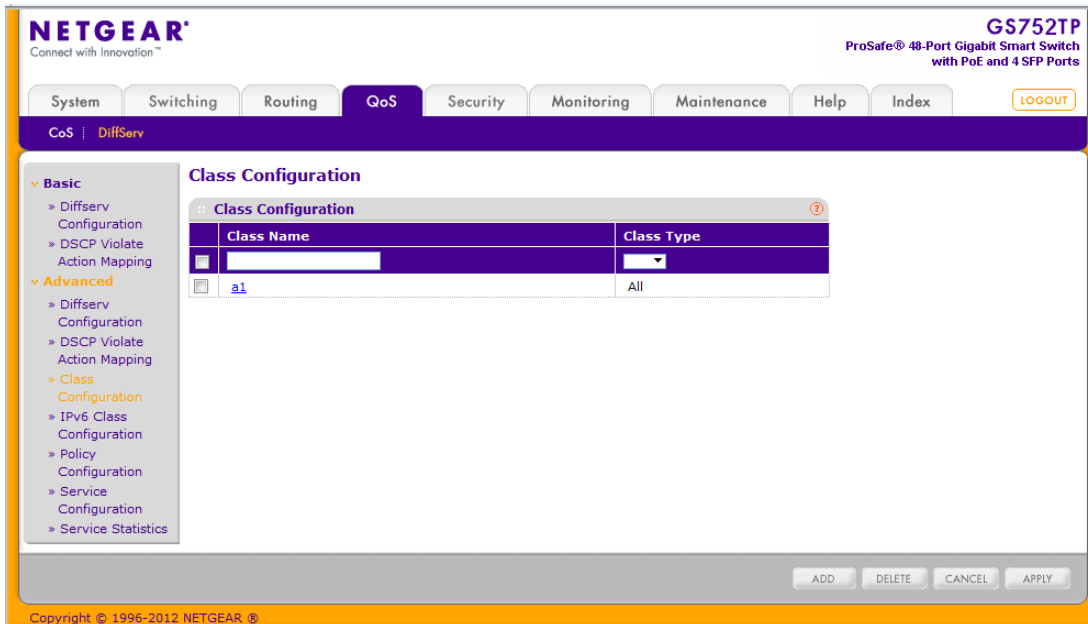 NETGEAR®
Connect with Innovation™
GS752TP
ProSafe® 48-Port Gigabit Smart Switch
with PoE and 4 SFP Ports
System
Switching
Routing
QoS
Security
Monitoring
Maintenance
Help
Index
LOGOUT
CoS
DiffServ
Basic
» Diffserv
Configuration
» DSCP Violate
Action Mapping
Advanced
» Diffserv
Configuration
» DSCP Violate
Action Mapping
» Class
Configuration
» IPv6 Class
Configuration
» Policy
Configuration
» Service
Configuration
» Service Statistics
Class Configuration
Class Configuration
?
Class Name
Class Type
a1
All
ADD
DELETE
CANCEL
APPLY
Copyright © 1996-2012 NETGEAR ®